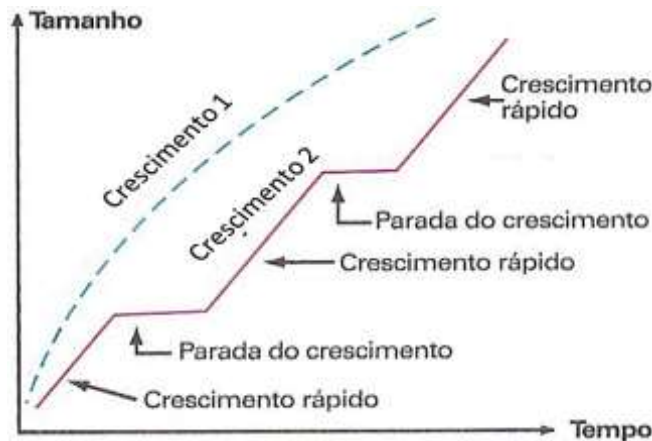 Tamanho
Crescimento 1
Crescimento 2
Crescimento
rápido
Parada do crescimento
Crescimento rápido
Parada do crescimento
Crescimento rápido
Tempo